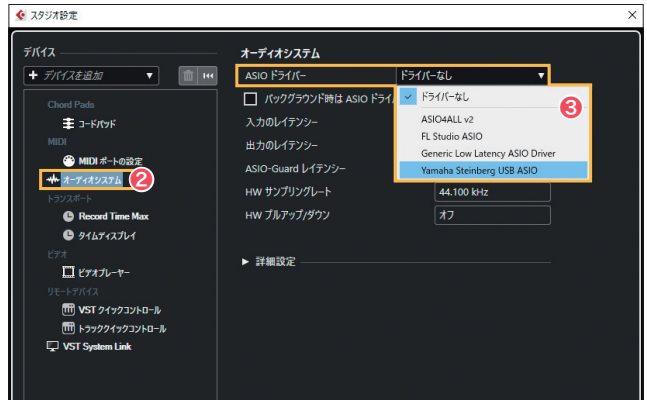 スタジオ設定
デバイス
デバイスを追加
Chord Pads
コードパッド
MIDI
MIDI ポートの設定
オーディオシステム
2
トランスポート
Record Time Max
タイムディスプレイ
ビデオ
ビデオプレーヤー
リモートデバイス
VST クイックコントロール
トラッククイックコントロール
VST System Link
オーディオシステム
ASIO ドライバー
ドライバーなし
バックグラウンド時は ASIO ドライ
入力のレイテンシー
出力のレイテンシー
ASIO-Guard レイテンシー
HW サンプリングレート
44.100 kHz
HW プルアップ/ダウン
オフ
詳細設定
ドライバーなし
3
ASIO4ALL v2
FL Studio ASIO
Generic Low Latency ASIO Driver
Yamaha Steinberg USB ASIO